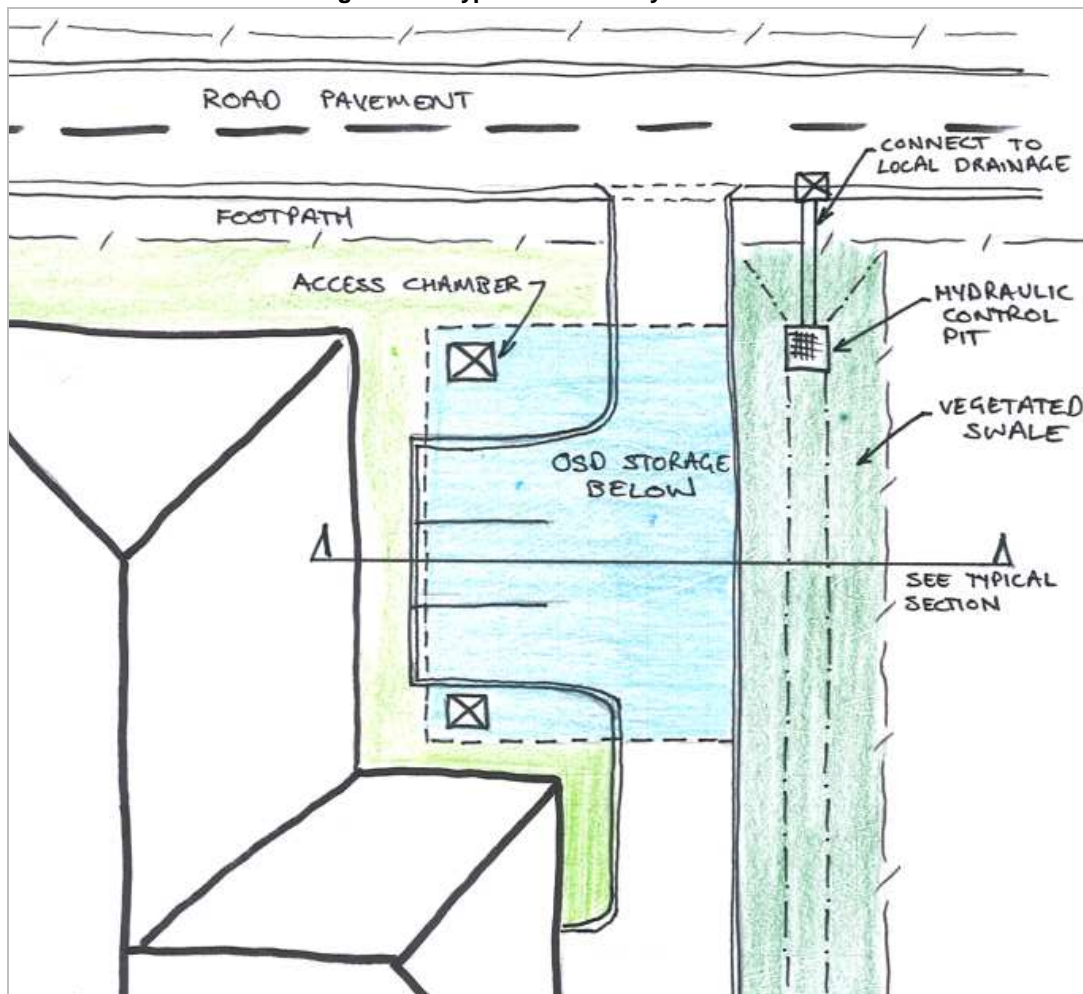 ROAD PAVEMENT
CONNECT TO
LOCAL DRAINAGE
FOOTPATH
ACCESS CHAMBER
HYDRAULIC
CONTROL
PIT
VEGETATED
SWALE
OSD STORAGE
BELOW
SEE TYPICAL
SECTION